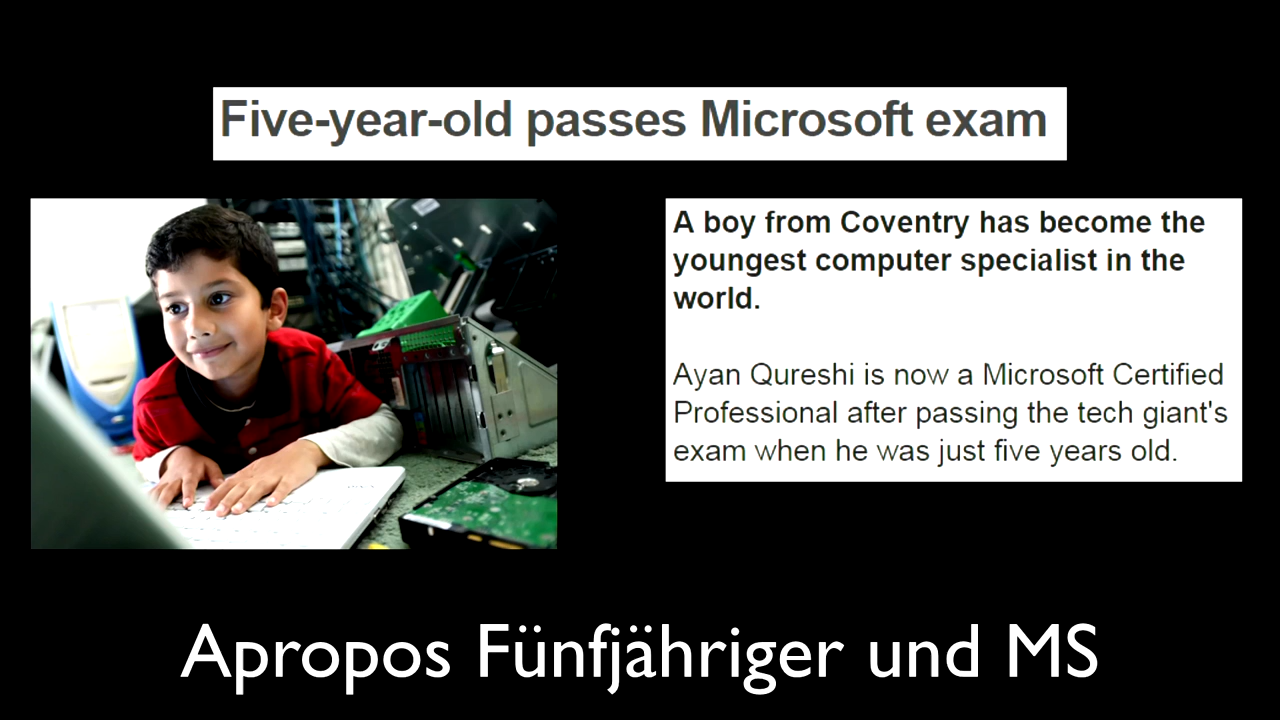 Five-year-old passes Microsoft exam
A boy from Coventry has become the
youngest computer specialist in the
world.
Ayan Qureshi is now a Microsoft Certified
Professional after passing the tech giant's
exam when he was just five years old.
Apropos Fünfjähriger und MS